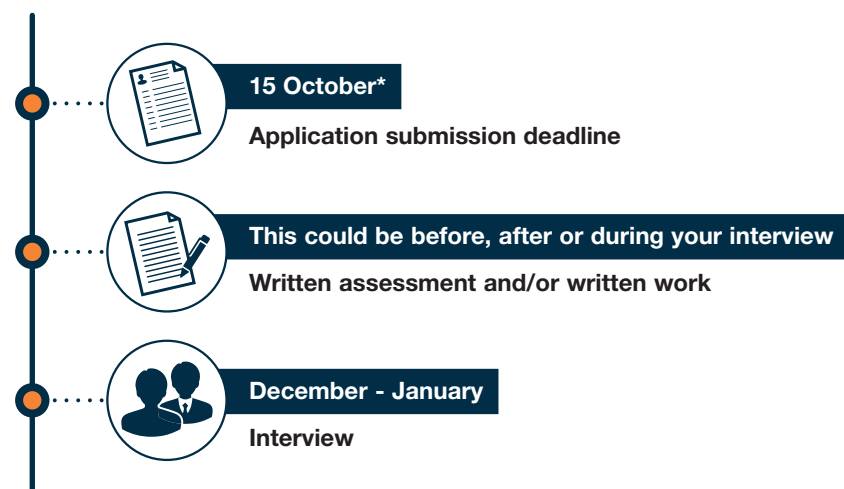 15 October*
Application submission deadline
This could be before, after or during your interview
Written assessment and/or written work
December - January
Interview